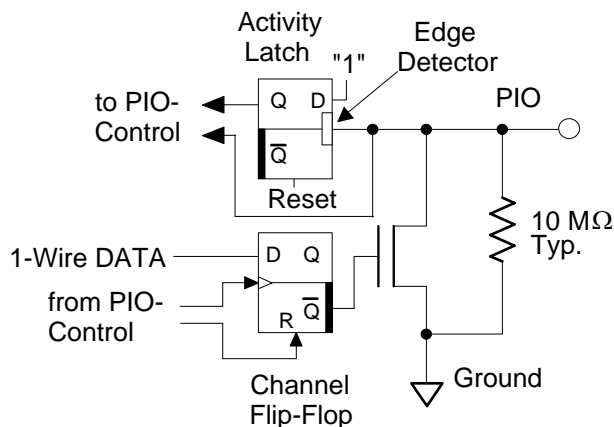 Activity
Latch
Edge
Detector
"1"
PIO
to PIO-
Control
Q D
Q̅
Reset
10 MΩ
Typ.
1-Wire DATA
D Q
from PIO-
Control
Q̅
R
Channel
Flip-Flop
Ground